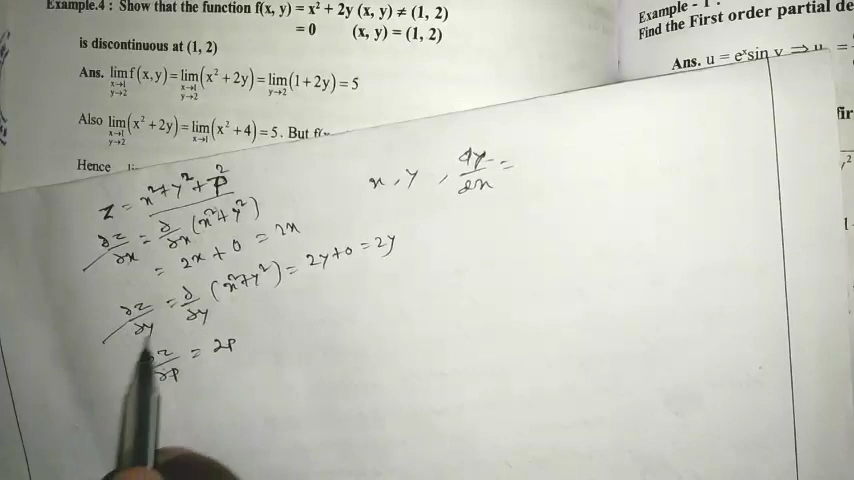 Example.4 : Show that the function f(x, y) = x² + 2y (x, y) ≠ (1, 2)
= 0 (x, y) = (1, 2)
is discontinuous at (1, 2)
Ans. lim f(x,y) = lim (x² + 2y) = lim (1 + 2y) = 5
x→1 x→1 y→2
y→2 y→2
Also lim (x² + 2y) = lim (x² + 4) = 5. But
x→1 x→1
y→2
Hence
Example -
Find the First order partial de
Ans. u = eˣsin y ⇒ u
z = x² + y² + p²
∂z/∂x = ∂/∂x (x² + y²)
= 2x + 0 = 2x
∂z/∂y = ∂/∂y (x² + y²) = 2y + 0 = 2y
∂z/∂p = 2p
x, y,